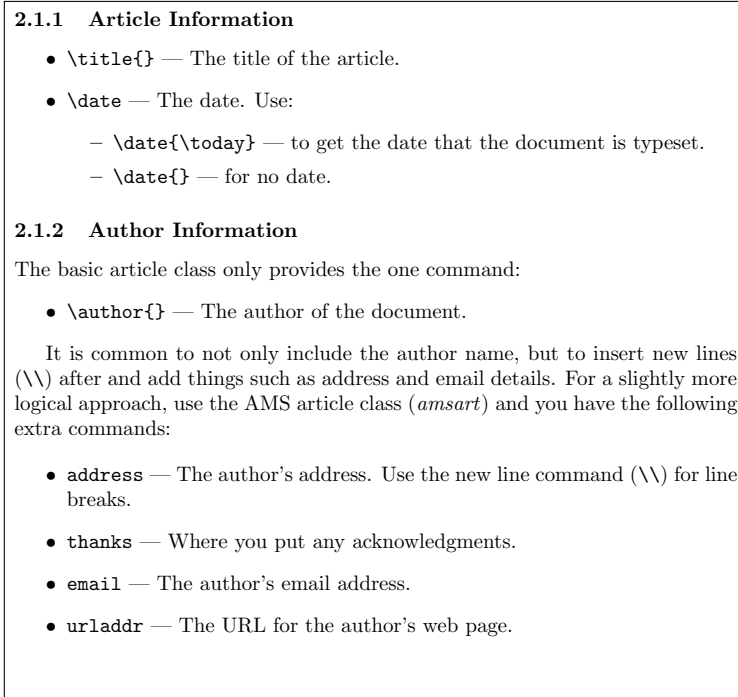 2.1.1 Article Information
• \title{} — The title of the article.
• \date — The date. Use:
– \date{\today} — to get the date that the document is typeset.
– \date{} — for no date.
2.1.2 Author Information
The basic article class only provides the one command:
• \author{} — The author of the document.
It is common to not only include the author name, but to insert new lines
(\\) after and add things such as address and email details. For a slightly more
logical approach, use the AMS article class (amsart) and you have the following
extra commands:
• address — The author's address. Use the new line command (\\) for line
breaks.
• thanks — Where you put any acknowledgments.
• email — The author's email address.
• urladdr — The URL for the author's web page.